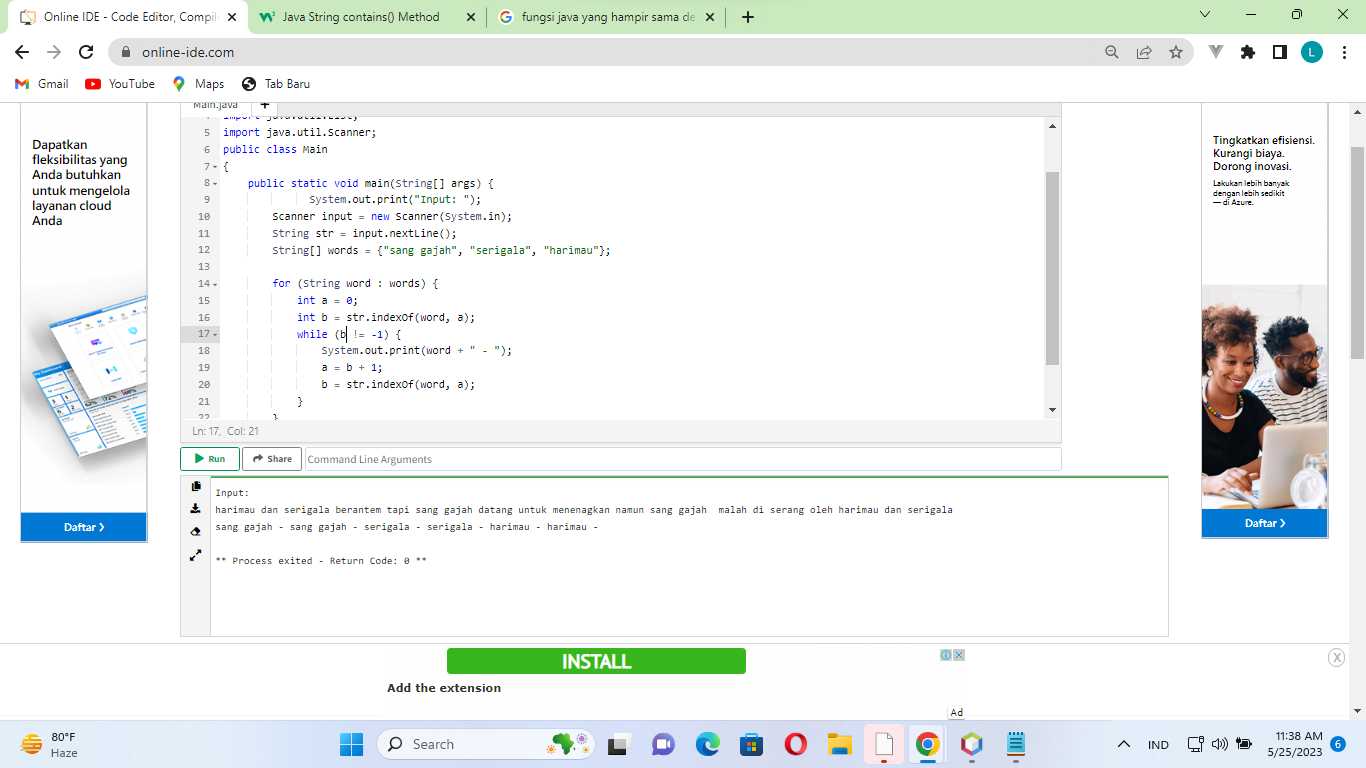 Online IDE - Code Editor, Compil
Java String contains() Method
fungsi java yang hampir sama de
online-ide.com
L
Gmail
YouTube
Maps
Tab Baru
Dapatkan
fleksibilitas yang
Anda butuhkan
untuk mengelola
layanan cloud
Anda
Daftar
Main.java
4 import java.util.List;
5 import java.util.Scanner;
6 public class Main
7 {
8 public static void main(String[] args) {
9 System.out.print("Input: ");
10 Scanner input = new Scanner(System.in);
11 String str = input.nextLine();
12 String[] words = {"sang gajah", "serigala", "harimau"};
13
14 for (String word : words) {
15 int a = 0;
16 int b = str.indexOf(word, a);
17 while (b != -1) {
18 System.out.print(word + " - ");
19 a = b + 1;
20 b = str.indexOf(word, a);
21 }
22 }
Ln: 17, Col: 21
Run
Share
Command Line Arguments
Input:
harimau dan serigala berantem tapi sang gajah datang untuk menenagkan namun sang gajah  malah di serang oleh harimau dan serigala
sang gajah - sang gajah - serigala - serigala - harimau - harimau -
** Process exited - Return Code: 0 **
Tingkatkan efisiensi.
Kurangi biaya.
Dorong inovasi.
Lakukan lebih banyak
dengan lebih sedikit
— di Azure.
Daftar
INSTALL
Add the extension
Ad
80°F
Haze
Search
IND
11:38 AM
5/25/2023
6